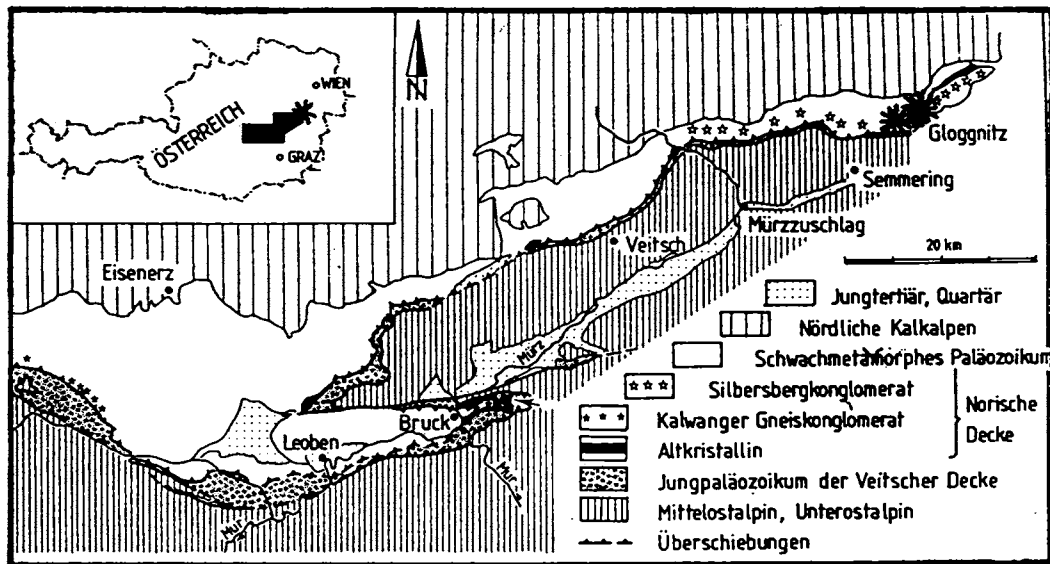 WIEN
ÖSTERREICH
GRAZ
N
Gloggnitz
Semmering
Mürzzuschlag
Veitsch
20 km
Eisenerz
Mürz
Bruck
Leoben
Mur
Mur
Jungtertiär, Quartär
Nördliche Kalkalpen
Schwachmetamorphes Paläozoikum
Silbersbergkonglomerat
Kalwanger Gneiskonglomerat
Altkristallin
Norische
Decke
Jungpaläozoikum der Veitscher Decke
Mittelostalpin, Unterostalpin
Überschiebungen